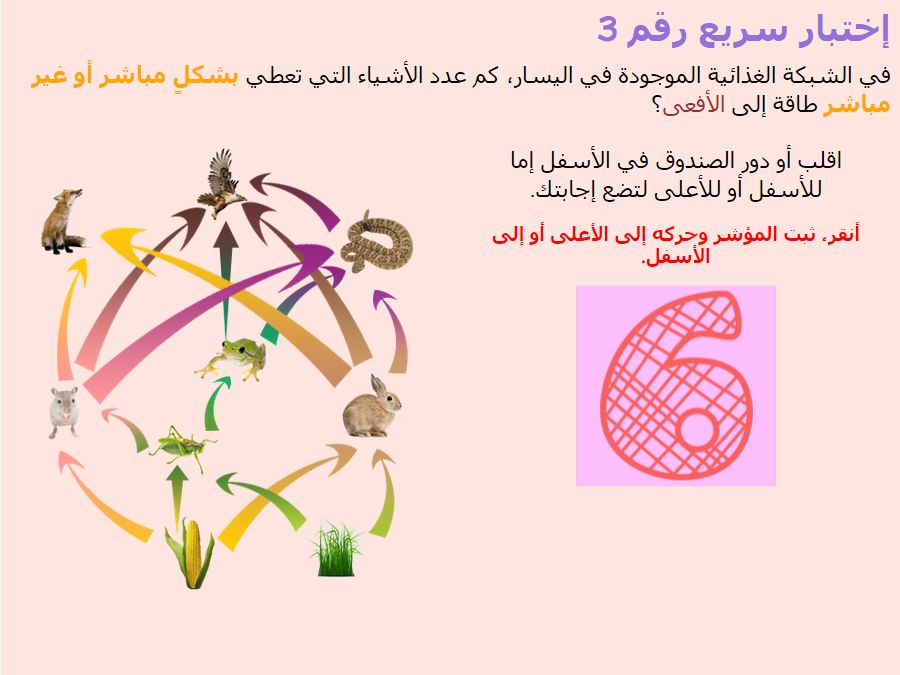 إختبار سريع رقم 3
في الشبكة الغذائية الموجودة في اليسار، كم عدد الأشياء التي تعطي بشكلٍ مباشر أو غير
مباشر طاقة إلى الأفعى؟
اقلب أو دور الصندوق في الأسفل إما
للأسفل أو للأعلى لتضع إجابتك.
أنقر، ثبت المؤشر وحركه إلى الأعلى أو إلى
الأسفل.
6